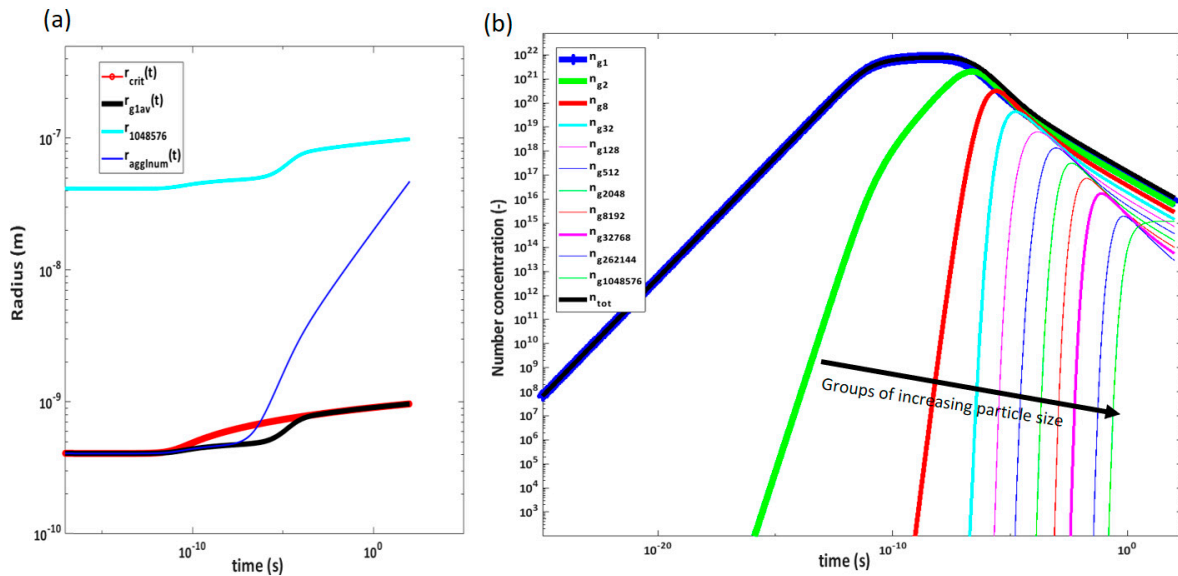 (a)
r_crit(t)
r_g1av(t)
r_1048576
r_agglnum(t)
10^-7
10^-8
10^-9
10^-10
Radius (m)
10^-10
10^0
time (s)
(b)
n_g1
n_g2
n_g8
n_g32
n_g128
n_g512
n_g2048
n_g8192
n_g32768
n_g262144
n_g1048576
n_tot
10^22
10^21
10^20
10^19
10^18
10^17
10^16
10^15
10^14
10^13
10^12
10^11
10^10
10^9
10^8
10^7
10^6
10^5
10^4
10^3
Number concentration (-)
Groups of increasing particle size
10^-20
10^-10
10^0
time (s)